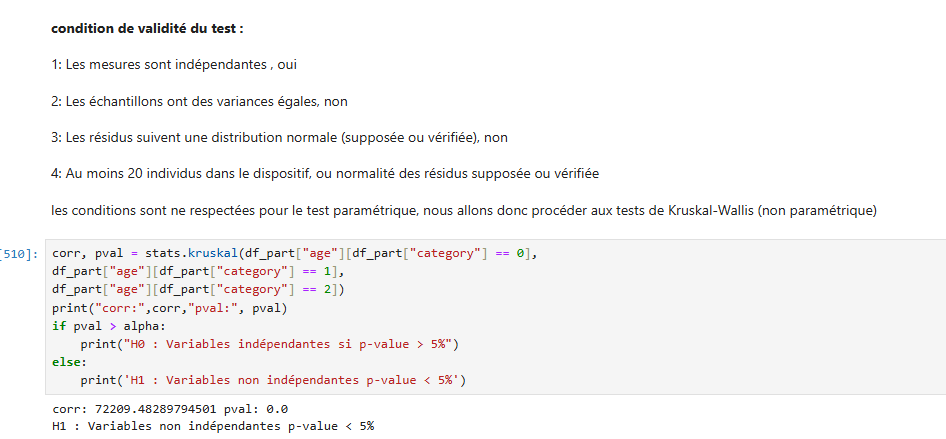 condition de validité du test :
1: Les mesures sont indépendantes , oui
2: Les échantillons ont des variances égales, non
3: Les résidus suivent une distribution normale (supposée ou vérifiée), non
4: Au moins 20 individus dans le dispositif, ou normalité des résidus supposée ou vérifiée
les conditions sont ne respectées pour le test paramétrique, nous allons donc procéder aux tests de Kruskal-Wallis (non paramétrique)
[510]: corr, pval = stats.kruskal(df_part["age"][df_part["category"] == 0],
df_part["age"][df_part["category"] == 1],
df_part["age"][df_part["category"] == 2])
print("corr:",corr,"pval:", pval)
if pval > alpha:
    print("H0 : Variables indépendantes si p-value > 5%")
else:
    print('H1 : Variables non indépendantes p-value < 5%')
corr: 72209.48289794501 pval: 0.0
H1 : Variables non indépendantes p-value < 5%